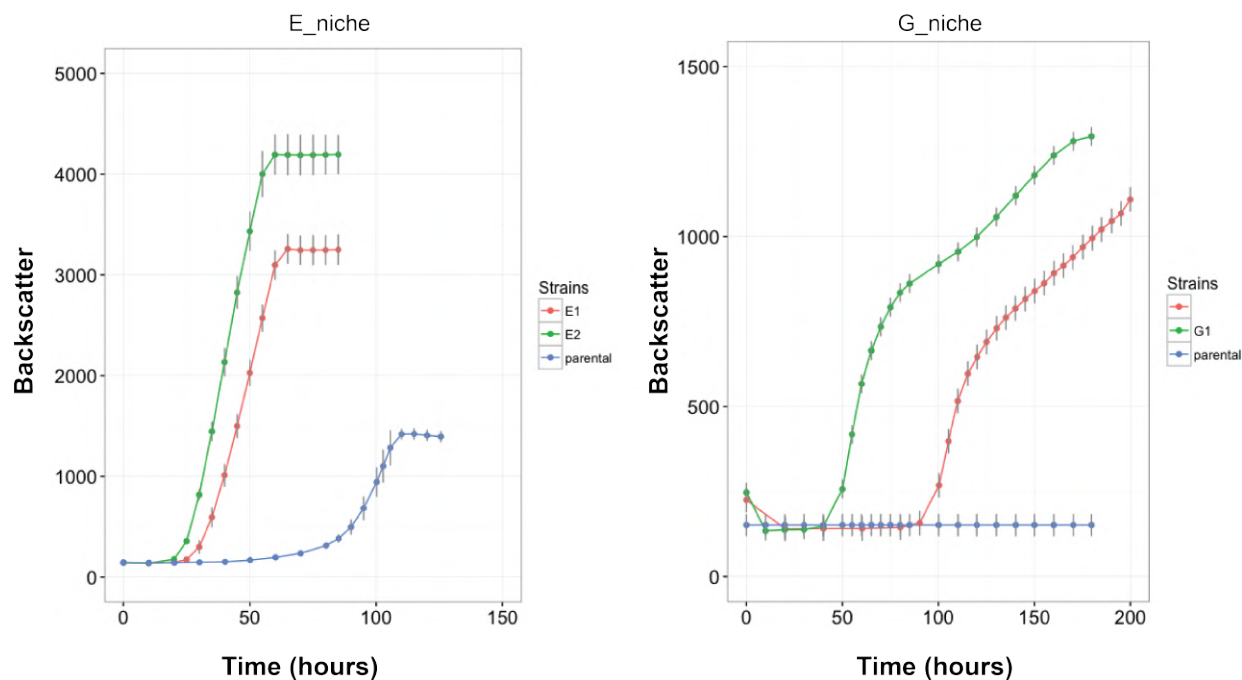 E_niche
5000
4000
3000
2000
1000
0
0 50 100 150
Backscatter
Time (hours)
Strains
E1
E2
parental
G_niche
1500
1000
500
0
0 50 100 150 200
Backscatter
Time (hours)
Strains
G1
parental